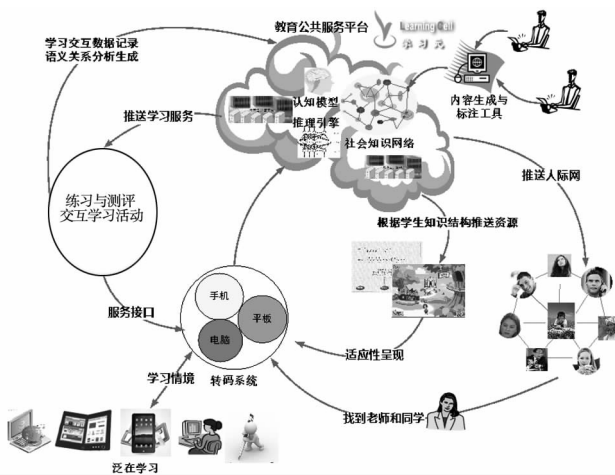 教育公共服务平台
Learning Cell
学习元
学习交互数据记录
语义关系分析生成
认知模型
推理引擎
社会知识网络
内容生成与
标注工具
推送学习服务
推送人际网
练习与测评
交互学习活动
根据学生知识结构推送资源
手机
平板
电脑
服务接口
适应性呈现
转码系统
学习情境
找到老师和同学
泛在学习